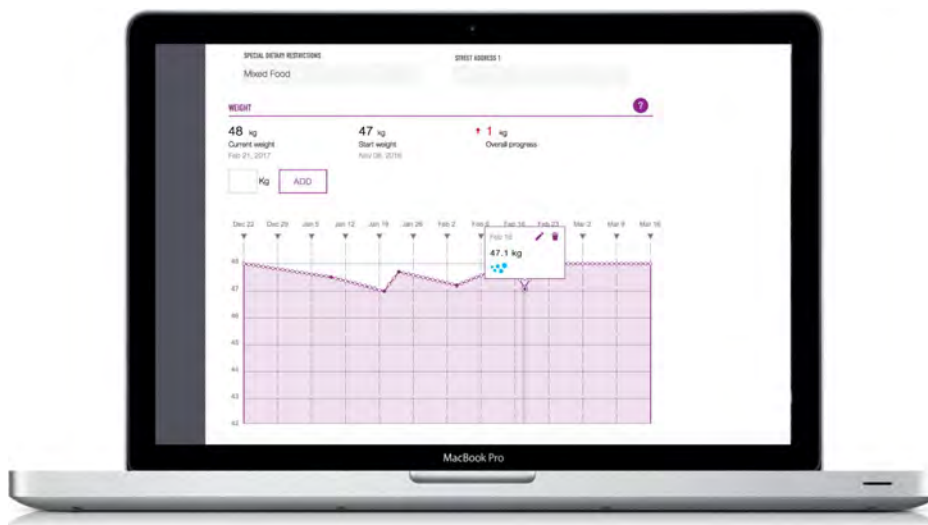 SPECIAL DIETARY RESTRICTIONS
STREET ADDRESS 1
Mixed Food
WEIGHT
?
48 kg
47 kg
1 kg
Current weight
Start weight
Overall progress
Feb 21, 2017
Nov 08, 2016
Kg
ADD
Dec 22 Dec 29 Jan 5 Jan 12 Jan 19 Jan 26 Feb 2 Feb 16 Feb 23 Mar 2 Mar 9 Mar 16
Feb 18
47.1 kg
48
47
46
45
44
43
42
MacBook Pro